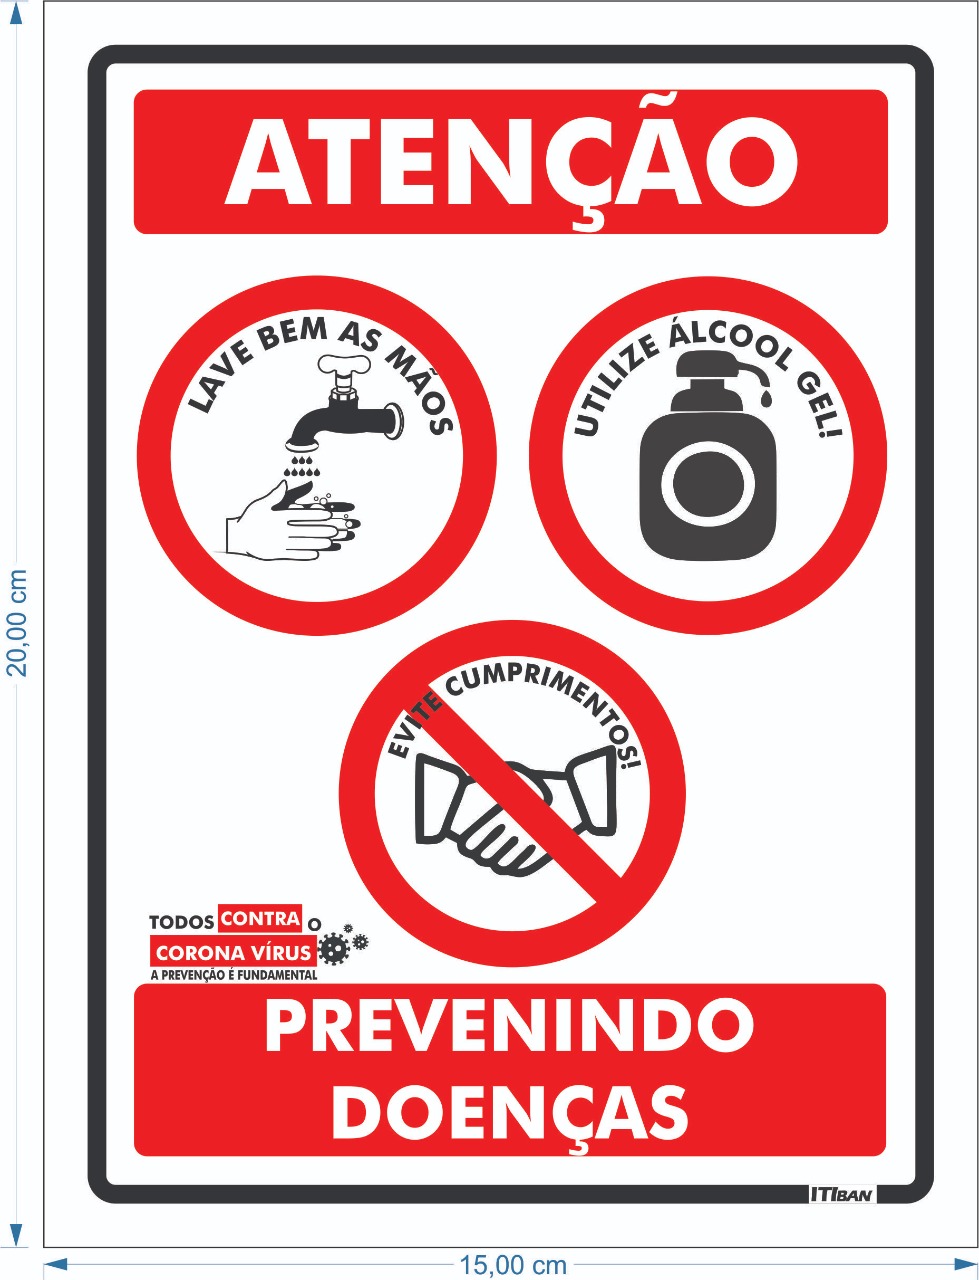 ATENÇÃO
LAVE BEM AS MÃOS
UTILIZE ÁLCOOL GEL!
EVITE CUMPRIMENTOS!
TODOS CONTRA O
CORONA VÍRUS
A PREVENÇÃO É FUNDAMENTAL
PREVENINDO
DOENÇAS
ITIBAN
20,00 cm
15,00 cm